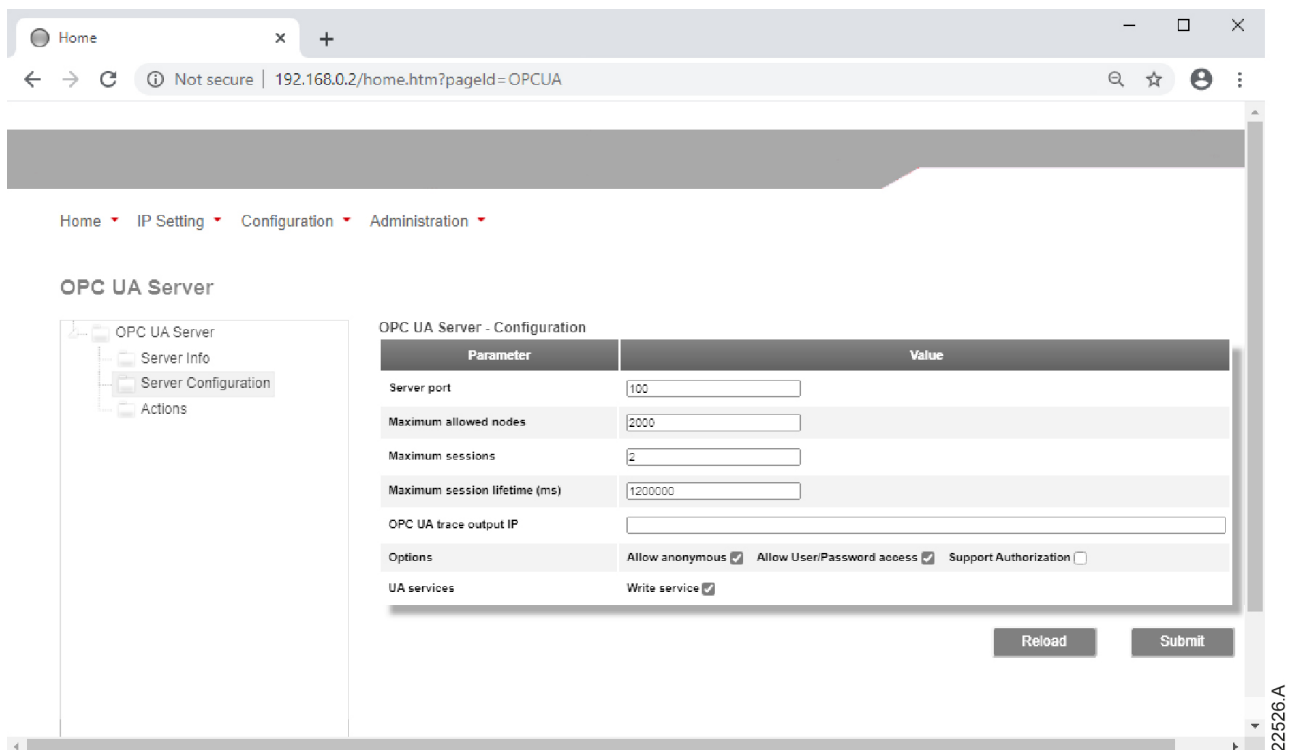 Home
Not secure | 192.168.0.2/home.htm?pageId=OPCUA
Home IP Setting Configuration Administration
OPC UA Server
OPC UA Server
Server Info
Server Configuration
Actions
OPC UA Server - Configuration
Parameter Value
Server port 100
Maximum allowed nodes 2000
Maximum sessions 2
Maximum session lifetime (ms) 1200000
OPC UA trace output IP
Options Allow anonymous Allow User/Password access Support Authorization
UA services Write service
Reload Submit
22526.A